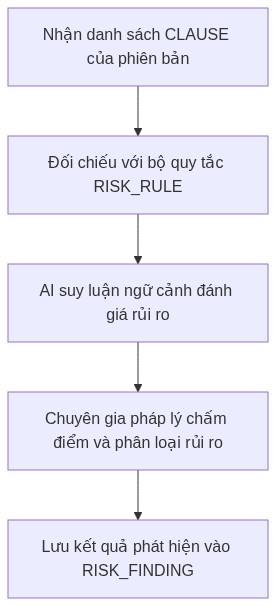 Nhận danh sách CLAUSE
của phiên bản
Đối chiếu với bộ quy tắc
RISK_RULE
AI suy luận ngữ cảnh đánh
giá rủi ro
Chuyên gia pháp lý chấm
điểm và phân loại rủi ro
Lưu kết quả phát hiện vào
RISK_FINDING